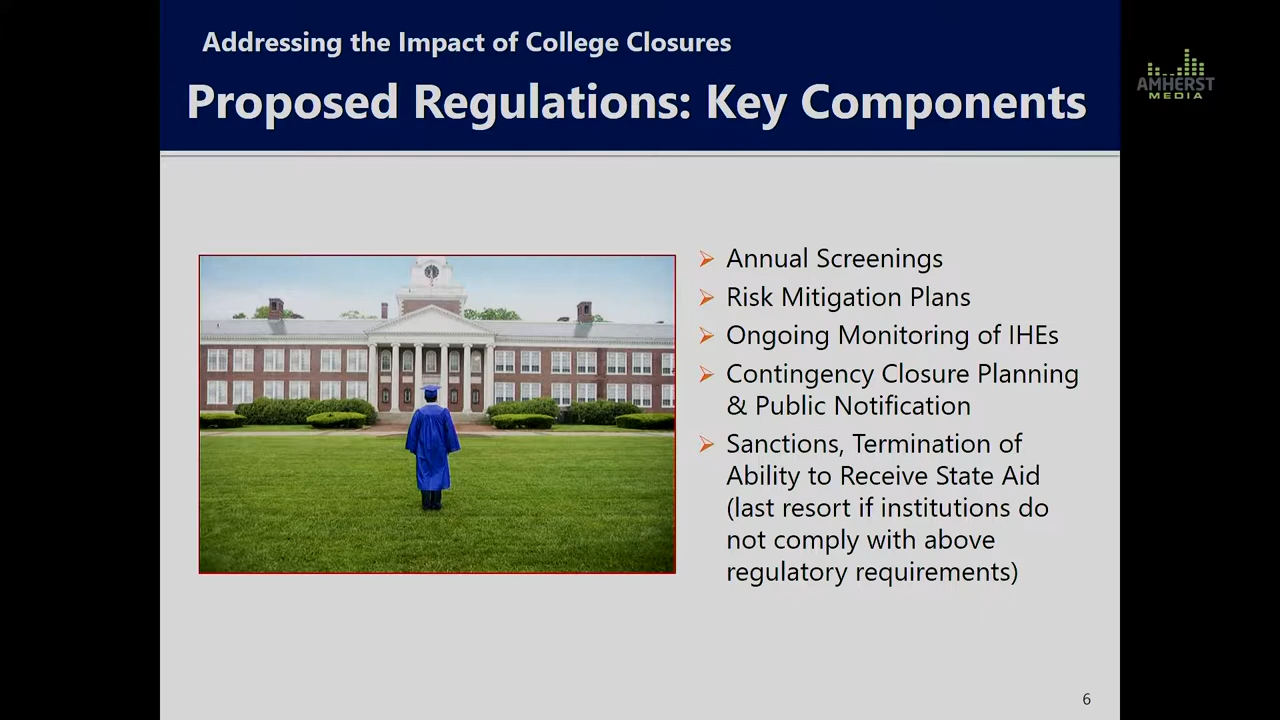 Addressing the Impact of College Closures
Proposed Regulations: Key Components
AMHERST
MEDIA
Annual Screenings
Risk Mitigation Plans
Ongoing Monitoring of IHEs
Contingency Closure Planning
& Public Notification
Sanctions, Termination of
Ability to Receive State Aid
(last resort if institutions do
not comply with above
regulatory requirements)
6